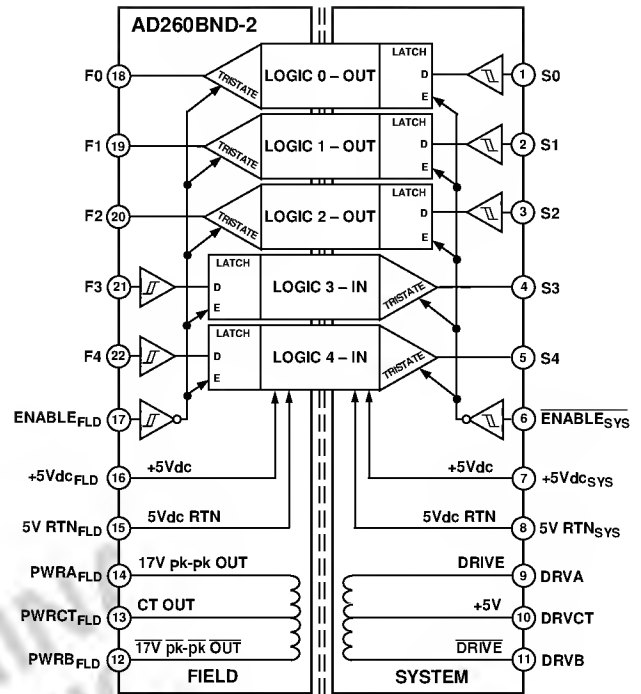 AD260BND-2
F0 18 TRISTATE LOGIC 0 – OUT LATCH D E 1 S0
F1 19 TRISTATE LOGIC 1 – OUT LATCH D E 2 S1
F2 20 TRISTATE LOGIC 2 – OUT LATCH D E 3 S2
F3 21 LATCH D E LOGIC 3 – IN TRISTATE 4 S3
F4 22 LATCH D E LOGIC 4 – IN TRISTATE 5 S4
ENABLEFLD 17 6 ENABLESYS
+5VdcFLD 16 +5Vdc +5Vdc 7 +5VdcSYS
5V RTNFLD 15 5Vdc RTN 5Vdc RTN 8 5V RTNSYS
PWRAFLD 14 17V pk-pk OUT DRIVE 9 DRVA
PWRCTFLD 13 CT OUT +5V 10 DRVCT
PWRBFLD 12 17V pk-pk OUT DRIVE 11 DRVB
FIELD SYSTEM